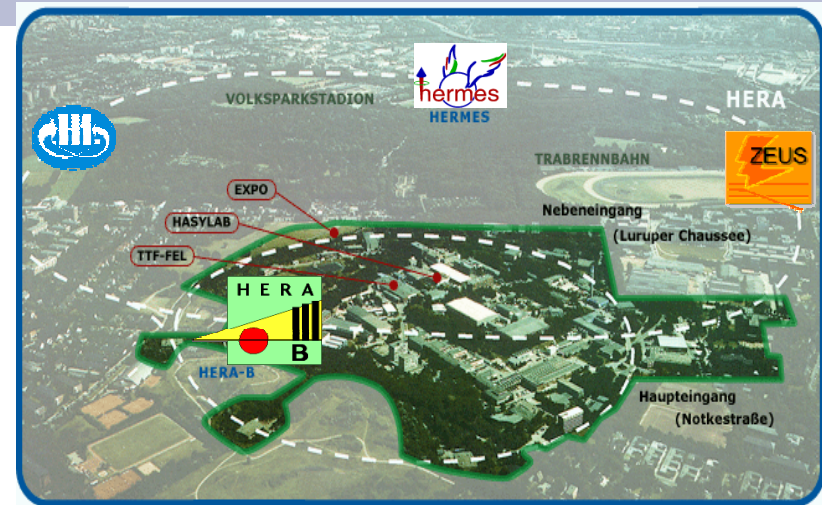 hermes
HERMES
VOLKSPARKSTADION
HERA
ZEUS
TRABRENNBAHN
EXPO
Nebeneingang
(Luruper Chaussee)
HASYLAB
TTF-FEL
H E R A
B
HERA-B
Haupteingang
(Notkestraße)